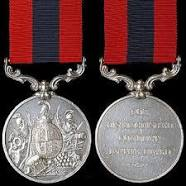 FOR
DISTINGUISHED
CONDUCT
IN THE FIELD